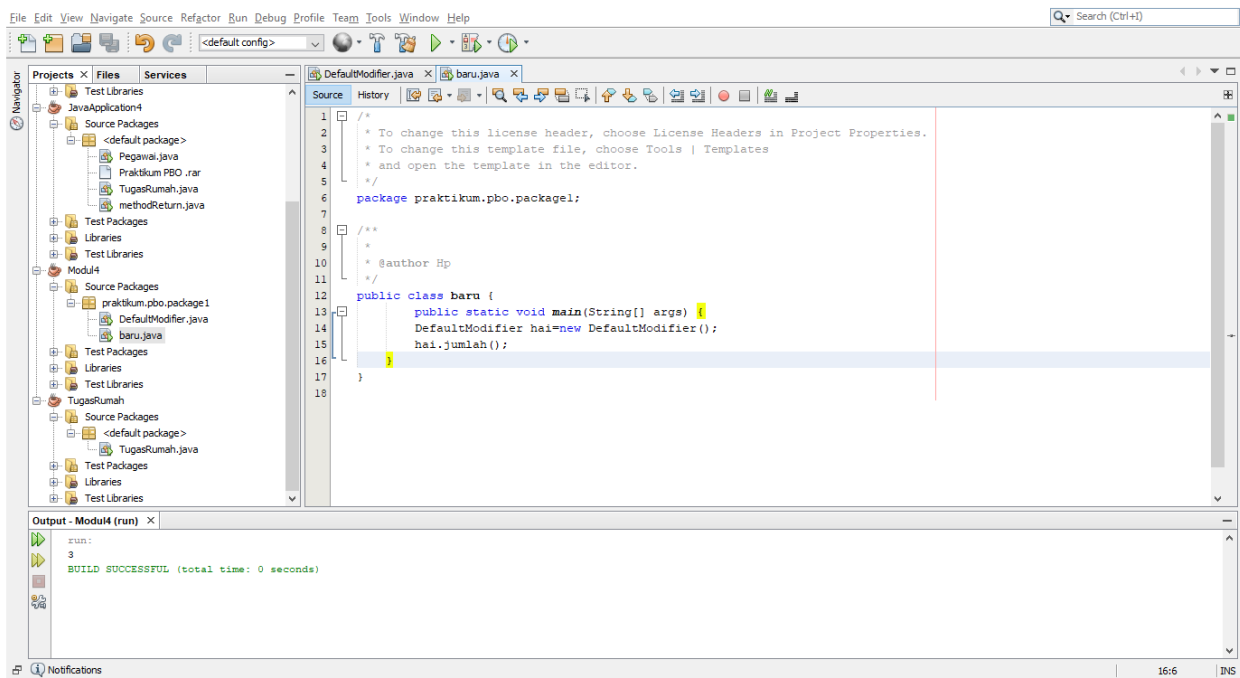 File Edit View Navigate Source Refactor Run Debug Profile Team Tools Window Help
Search (Ctrl+I)
<default config>
Navigator
Projects Files Services
Test Libraries
JavaApplication4
Source Packages
<default package>
Pegawai.java
Praktikum PBO .rar
TugasRumah.java
methodReturn.java
Test Packages
Libraries
Test Libraries
Modul4
Source Packages
praktikum.pbo.package1
DefaultModifier.java
baru.java
Test Packages
Libraries
Test Libraries
TugasRumah
Source Packages
<default package>
TugasRumah.java
Test Packages
Libraries
Test Libraries
DefaultModifier.java baru.java
Source History
1 /*
2 * To change this license header, choose License Headers in Project Properties.
3 * To change this template file, choose Tools | Templates
4 * and open the template in the editor.
5 */
6 package praktikum.pbo.package1;
7
8 /**
9 *
10 * @author Hp
11 */
12 public class baru {
13 public static void main(String[] args) {
14 DefaultModifier hai=new DefaultModifier();
15 hai.jumlah();
16 }
17 }
18
Output - Modul4 (run)
run:
3
BUILD SUCCESSFUL (total time: 0 seconds)
Notifications
16:6 INS